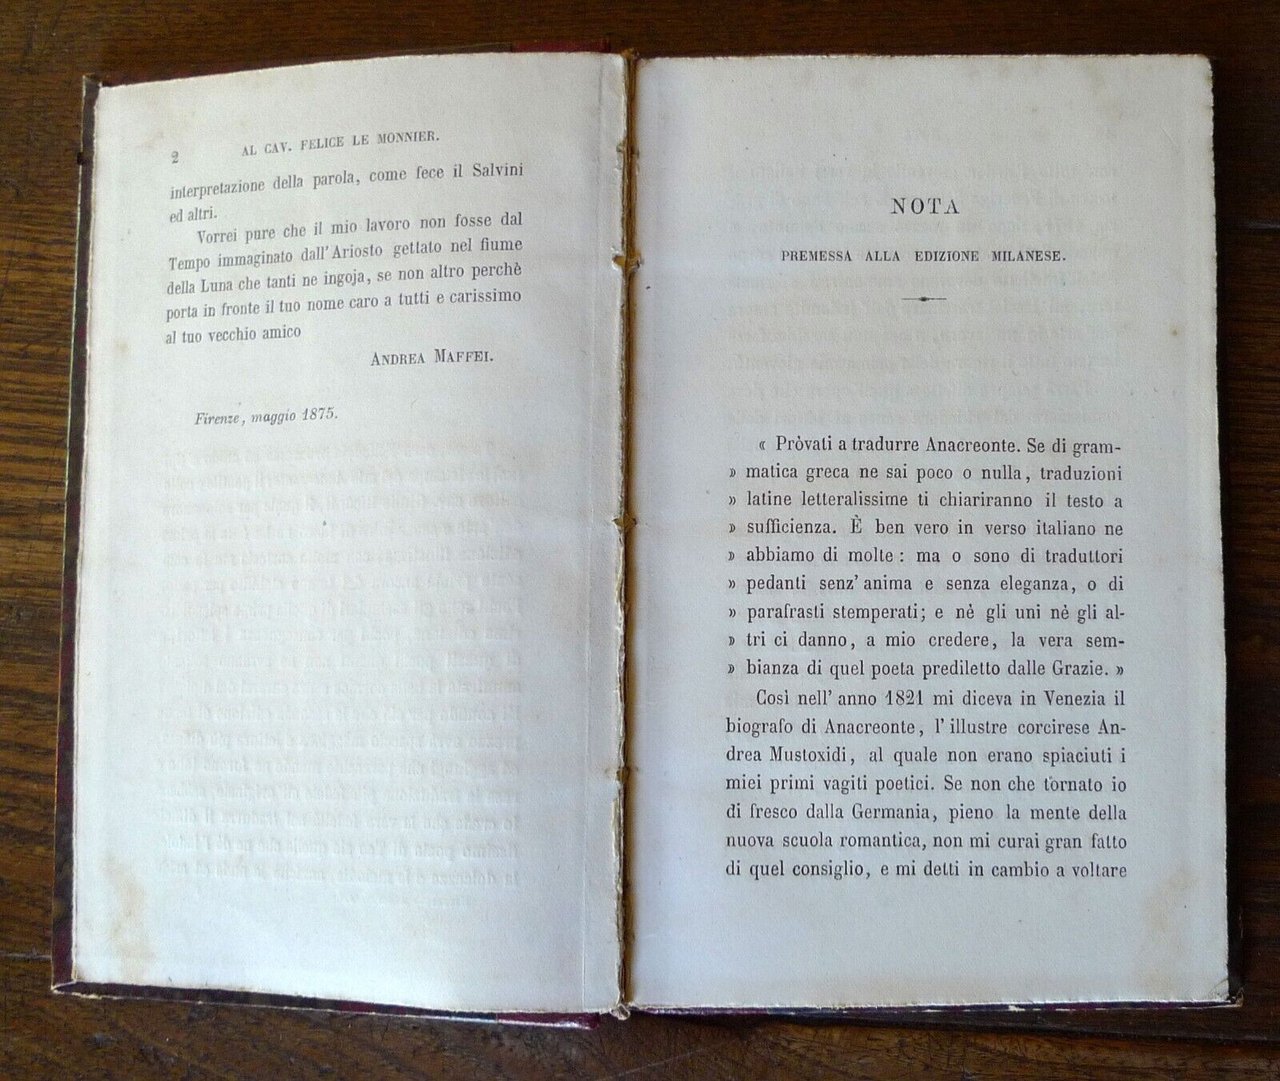 2
AL CAV. FELICE LE MONNIER.
interpretazione della parola, come fece il Salvini
ed altri.
Vorrei pure che il mio lavoro non fosse dal
Tempo immaginato dall'Ariosto gettato nel fiume
della Luna che tanti ne ingoja, se non altro perchè
porta in fronte il tuo nome caro a tutti e carissimo
al tuo vecchio amico
ANDREA MAFFEI.
Firenze, maggio 1875.
NOTA
PREMESSA ALLA EDIZIONE MILANESE.
« Pròvati a tradurre Anacreonte. Se di gram-
» matica greca ne sai poco o nulla, traduzioni
» latine letteralissime ti chiariranno il testo a
» sufficienza. È ben vero in verso italiano ne
» abbiamo di molte: ma o sono di traduttori
» pedanti senz'anima e senza eleganza, o di
» parafrasti stemperati; e nè gli uni nè gli al-
» tri ci danno, a mio credere, la vera sem-
» bianza di quel poeta prediletto dalle Grazie. »
Così nell'anno 1821 mi diceva in Venezia il
biografo di Anacreonte, l'illustre corcirese An-
drea Mustoxidi, al quale non erano spiaciuti i
miei primi vagiti poetici. Se non che tornato io
di fresco dalla Germania, pieno la mente della
nuova scuola romantica, non mi curai gran fatto
di quel consiglio, e mi detti in cambio a voltare